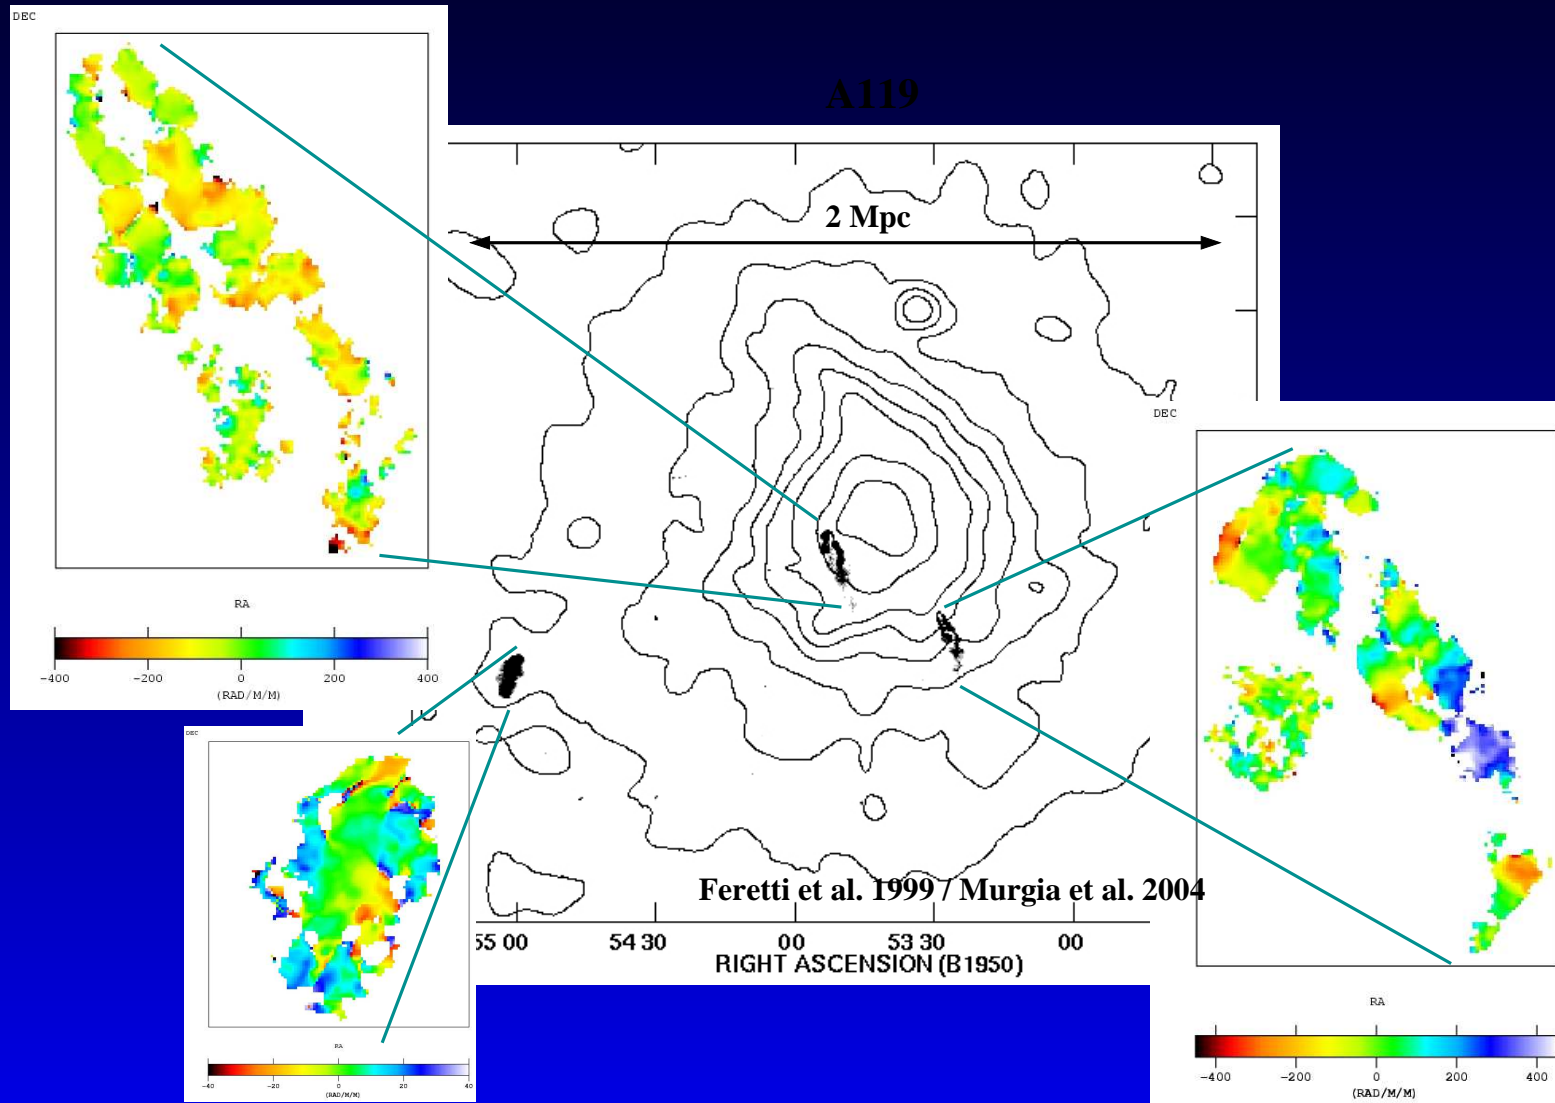 DEC
A119
2 Mpc
DEC
RA
-400 -200 0 200 400
(RAD/M/M)
DEC
Feretti et al. 1999 / Murgia et al. 2004
55 00 54 30 00 53 30 00
RIGHT ASCENSION (B1950)
RA
-40 -20 0 20 40
(RAD/M/M)
RA
-400 -200 0 200 400
(RAD/M/M)